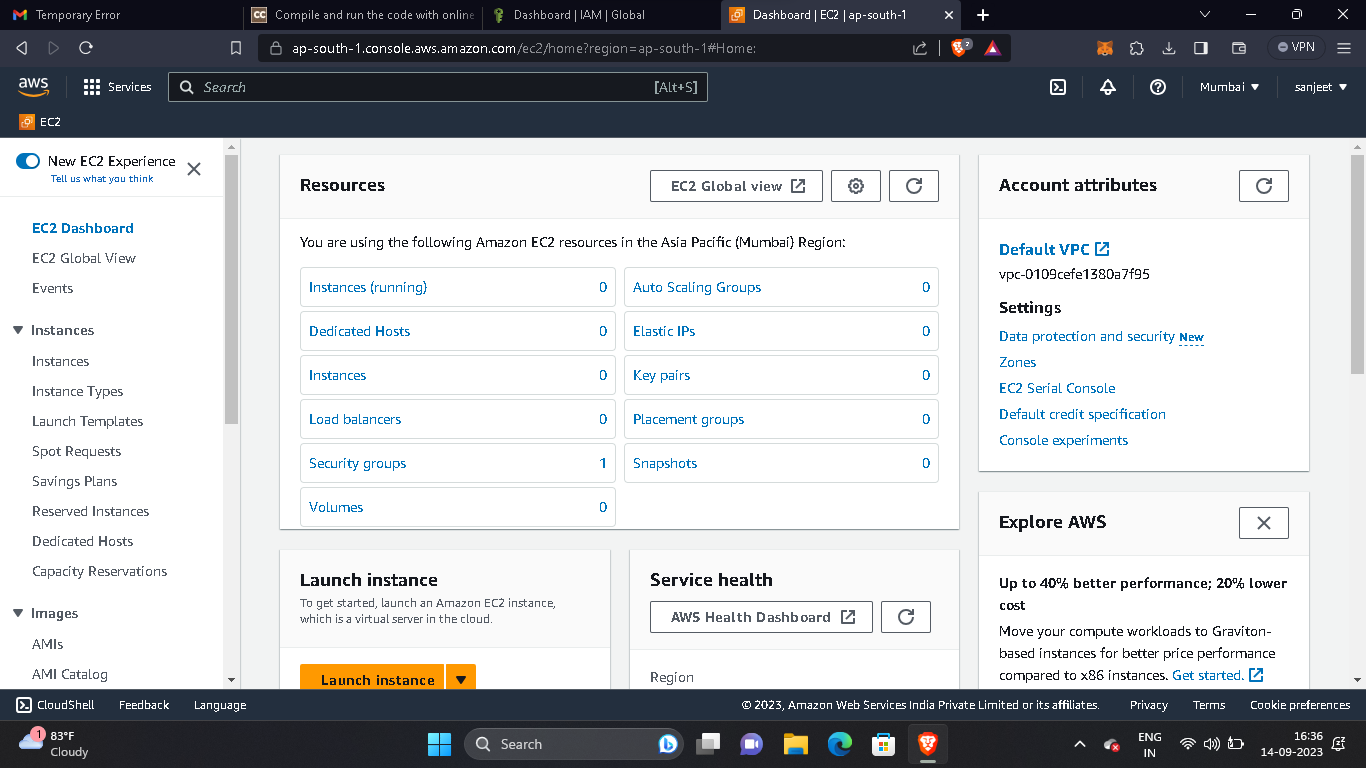 Temporary Error
CC Compile and run the code with online
Dashboard | IAM | Global
Dashboard | EC2 | ap-south-1
ap-south-1.console.aws.amazon.com/ec2/home?region=ap-south-1#Home:
2
VPN
aws
Services
Search
[Alt+S]
Mumbai
sanjeet
EC2
New EC2 Experience
Tell us what you think
EC2 Dashboard
EC2 Global View
Events
Instances
Instances
Instance Types
Launch Templates
Spot Requests
Savings Plans
Reserved Instances
Dedicated Hosts
Capacity Reservations
Images
AMIs
AMI Catalog
Resources
EC2 Global view
You are using the following Amazon EC2 resources in the Asia Pacific (Mumbai) Region:
Instances (running) 0
Auto Scaling Groups 0
Dedicated Hosts 0
Elastic IPs 0
Instances 0
Key pairs 0
Load balancers 0
Placement groups 0
Security groups 1
Snapshots 0
Volumes 0
Launch instance
To get started, launch an Amazon EC2 instance,
which is a virtual server in the cloud.
Launch instance
Service health
AWS Health Dashboard
Region
Account attributes
Default VPC
vpc-0109cefe1380a7f95
Settings
Data protection and security New
Zones
EC2 Serial Console
Default credit specification
Console experiments
Explore AWS
Up to 40% better performance; 20% lower
cost
Move your compute workloads to Graviton-
based instances for better price performance
compared to x86 instances. Get started.
CloudShell
Feedback
Language
© 2023, Amazon Web Services India Private Limited or its affiliates.
Privacy
Terms
Cookie preferences
1
83°F
Cloudy
Search
ENG
IN
16:36
14-09-2023